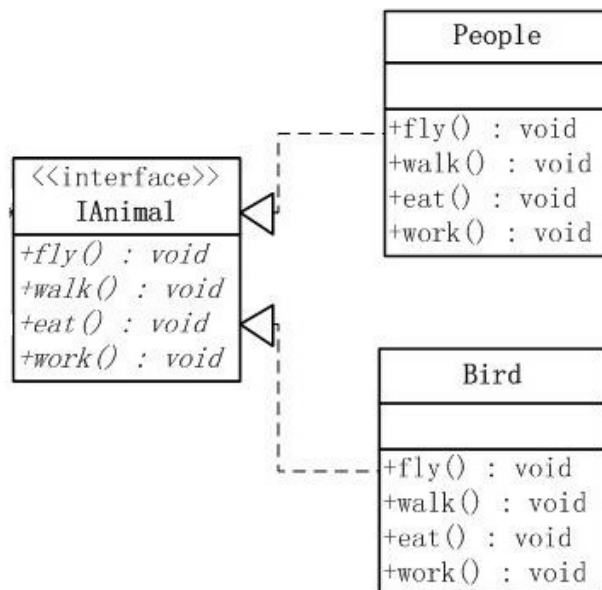 <<interface>>
IAnimal
+fly() : void
+walk() : void
+eat() : void
+work() : void
People
+fly() : void
+walk() : void
+eat() : void
+work() : void
Bird
+fly() : void
+walk() : void
+eat() : void
+work() : void